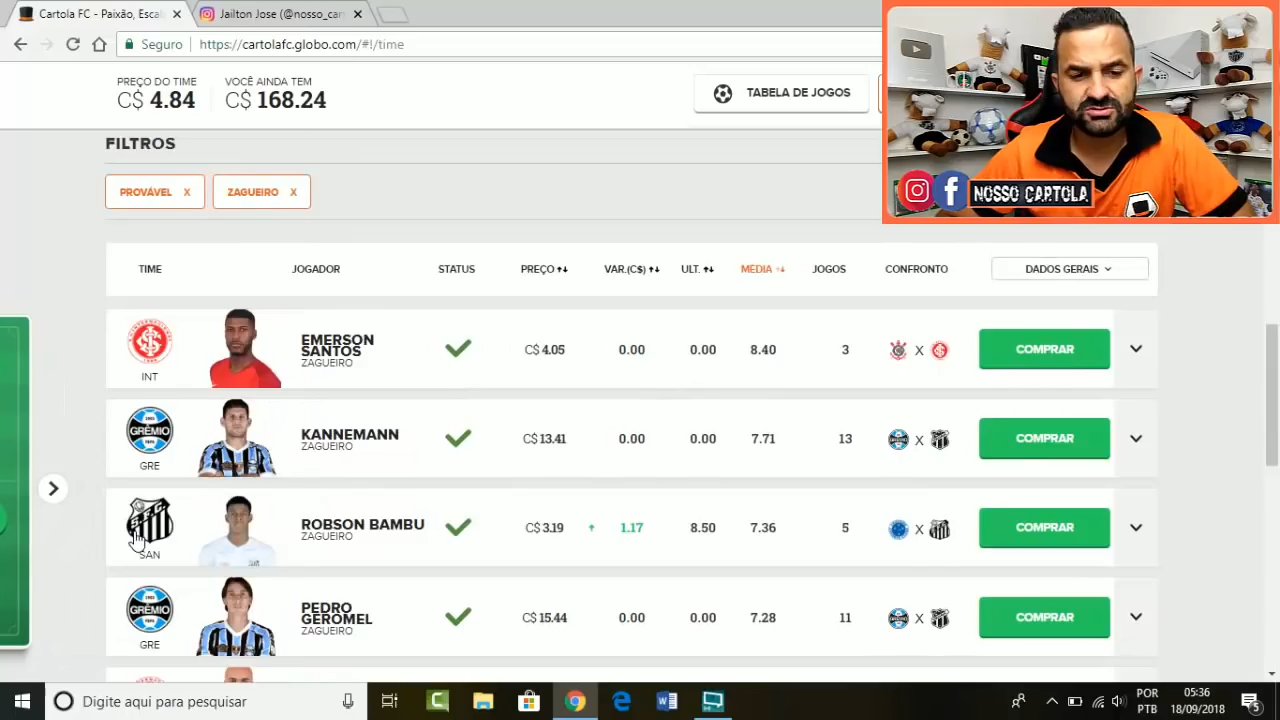 Cartola FC - Paixão, Escal x
Jailton Jose (@nosso_car x
Seguro https://cartolafc.globo.com/#!/time
PREÇO DO TIME
C$ 4.84
VOCÊ AINDA TEM
C$ 168.24
TABELA DE JOGOS
NOSSO CARTOLA
FILTROS
PROVÁVEL X
ZAGUEIRO X
TIME JOGADOR STATUS PREÇO VAR.(C$) ULT. MÉDIA JOGOS CONFRONTO DADOS GERAIS
INT
EMERSON
SANTOS
ZAGUEIRO
C$ 4.05 0.00 0.00 8.40 3 X COMPRAR
GRÊMIO
GRE
KANNEMANN
ZAGUEIRO
C$ 13.41 0.00 0.00 7.71 13 X COMPRAR
SAN
ROBSON BAMBU
ZAGUEIRO
C$ 3.19 1.17 8.50 7.36 5 X COMPRAR
GRÊMIO
GRE
PEDRO
GEROMEL
ZAGUEIRO
C$ 15.44 0.00 0.00 7.28 11 X COMPRAR
Digite aqui para pesquisar
POR
PTB
05:36
18/09/2018
5